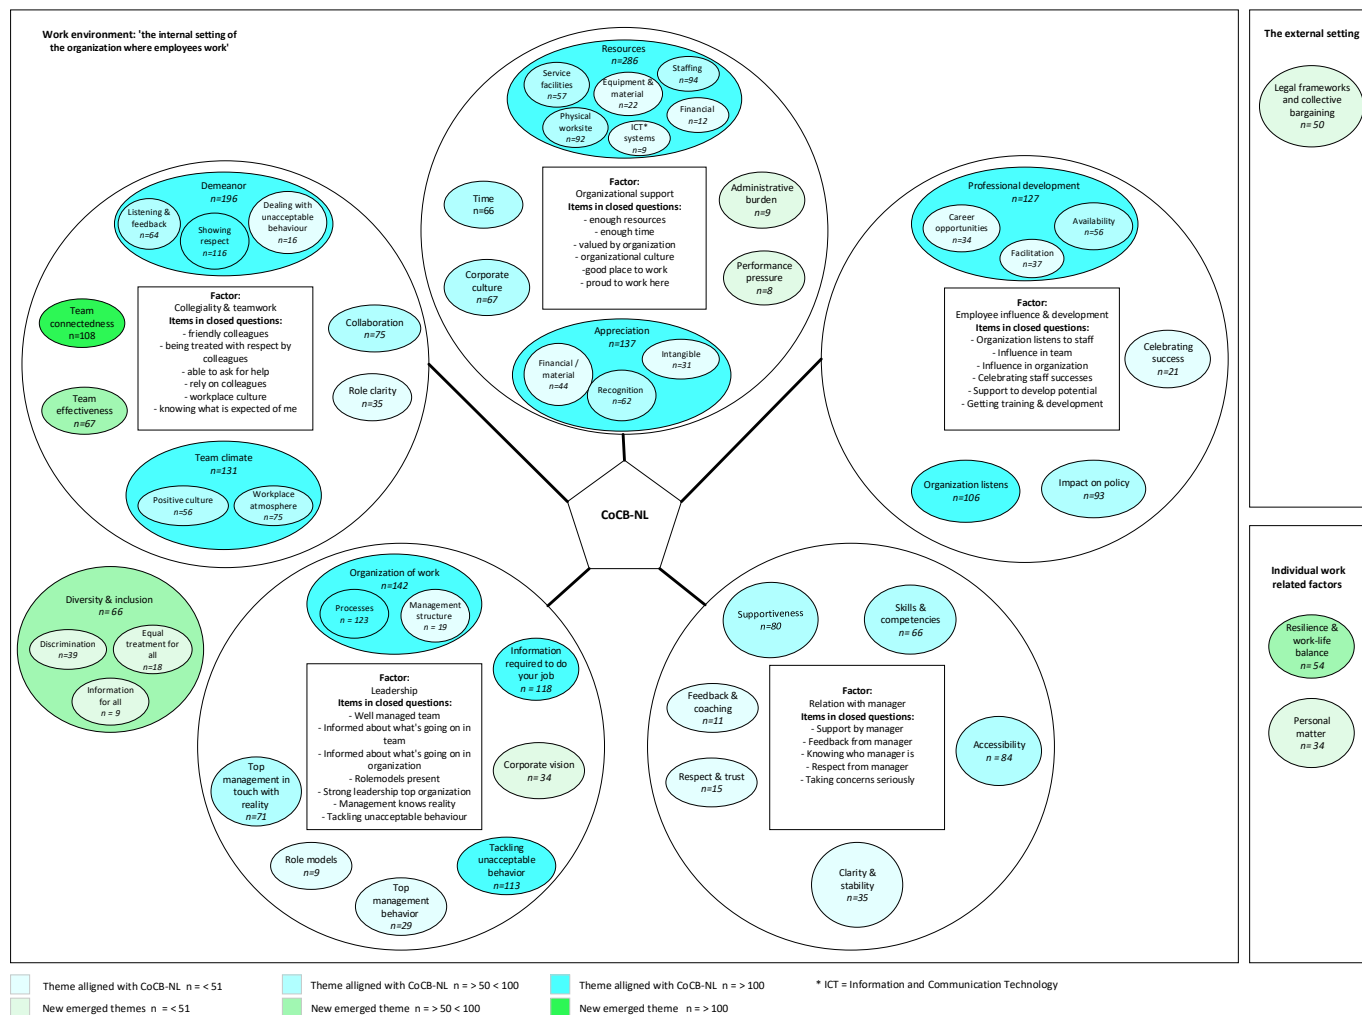 Work environment: 'the internal setting of
the organization where employees work'
Resources
n=286
Service
facilities
n=57
Equipment &
material
n=22
Staffing
n=94
Financial
n=12
Physical
worksite
n=92
ICT*
systems
n=9
Time
n=66
Corporate
culture
n=67
Factor:
Organizational support
Items in closed questions:
- enough resources
- enough time
- valued by organization
- organizational culture
-good place to work
- proud to work here
Administrative
burden
n=9
Performance
pressure
n=8
Appreciation
n=137
Financial /
material
n=44
Recognition
n=62
Intangible
n=31
Demeanor
n=196
Listening &
feedback
n=64
Showing
respect
n=116
Dealing with
unacceptable
behaviour
n=16
Team
connectedness
n=108
Team
effectiveness
n=67
Factor:
Collegiality & teamwork
Items in closed questions:
- friendly colleagues
- being treated with respect by
colleagues
- able to ask for help
- rely on colleagues
- workplace culture
- knowing what is expected of me
Collaboration
n=75
Role clarity
n=35
Team climate
n=131
Positive culture
n=56
Workplace
atmosphere
n=75
Professional development
n=127
Career
opportunities
n=34
Availability
n=56
Facilitation
n=37
Factor:
Employee influence & development
Items in closed questions:
- Organization listens to staff
- Influence in team
- Influence in organization
- Celebrating staff successes
- Support to develop potential
- Getting training & development
Celebrating
success
n=21
Organization listens
n=106
Impact on policy
n=93
CoCB-NL
Diversity & inclusion
n= 66
Discrimination
n=39
Equal
treatment for
all
n=18
Information
for all
n = 9
Organization of work
n=142
Processes
n = 123
Management
structure
n = 19
Information
required to do
your job
n = 118
Factor:
Leadership
Items in closed questions:
- Well managed team
- Informed about what's going on in
team
- Informed about what's going on in
organization
- Rolemodels present
- Strong leadership top organization
- Management knows reality
- Tackling unacceptable behaviour
Corporate vision
n= 34
Top
management in
touch with
reality
n=71
Role models
n=9
Top
management
behavior
n=29
Tackling
unacceptable
behavior
n=113
Supportiveness
n=80
Skills &
competencies
n= 66
Feedback &
coaching
n=11
Respect & trust
n=15
Factor:
Relation with manager
Items in closed questions:
- Support by manager
- Feedback from manager
- Knowing who manager is
- Respect from manager
- Taking concerns seriously
Accessibility
n= 84
Clarity &
stability
n=35
The external setting
Legal frameworks
and collective
bargaining
n= 50
Individual work
related factors
Resilience &
work-life
balance
n= 54
Personal
matter
n= 34
Theme alligned with CoCB-NL n = < 51
Theme alligned with CoCB-NL n = > 50 < 100
Theme alligned with CoCB-NL n = > 100
* ICT = Information and Communication Technology
New emerged themes n = < 51
New emerged themes n = > 50 < 100
New emerged theme n = > 100